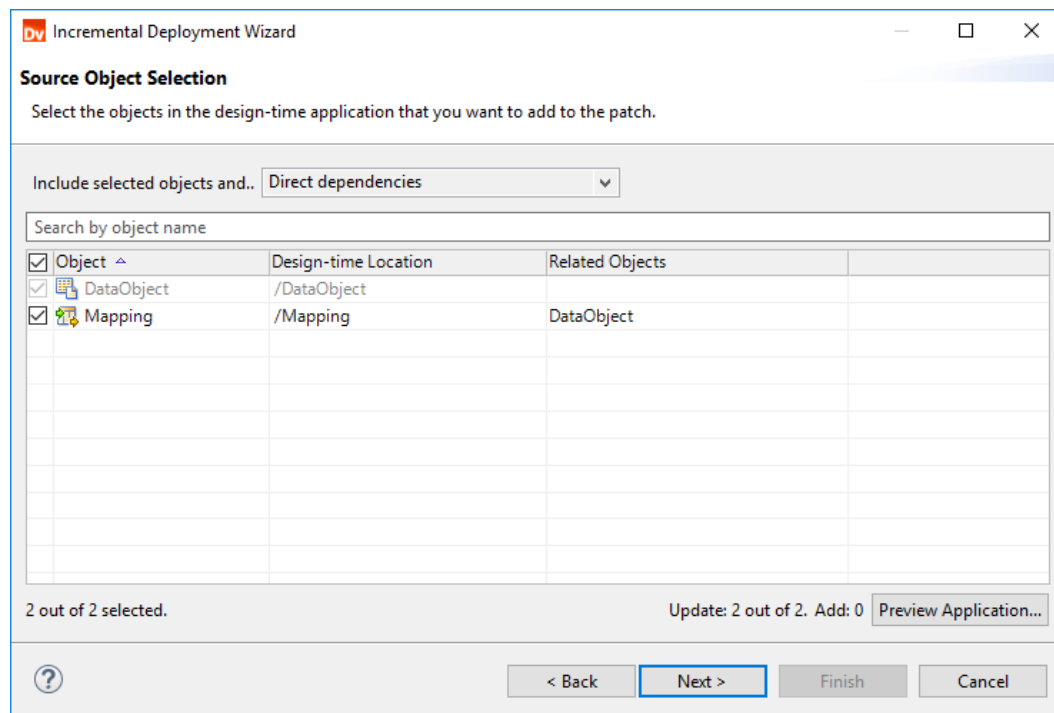 Dv Incremental Deployment Wizard
Source Object Selection
Select the objects in the design-time application that you want to add to the patch.
Include selected objects and.. Direct dependencies
Search by object name
Object Design-time Location Related Objects
DataObject /DataObject
Mapping /Mapping DataObject
2 out of 2 selected. Update: 2 out of 2. Add: 0 Preview Application...
? < Back Next > Finish Cancel